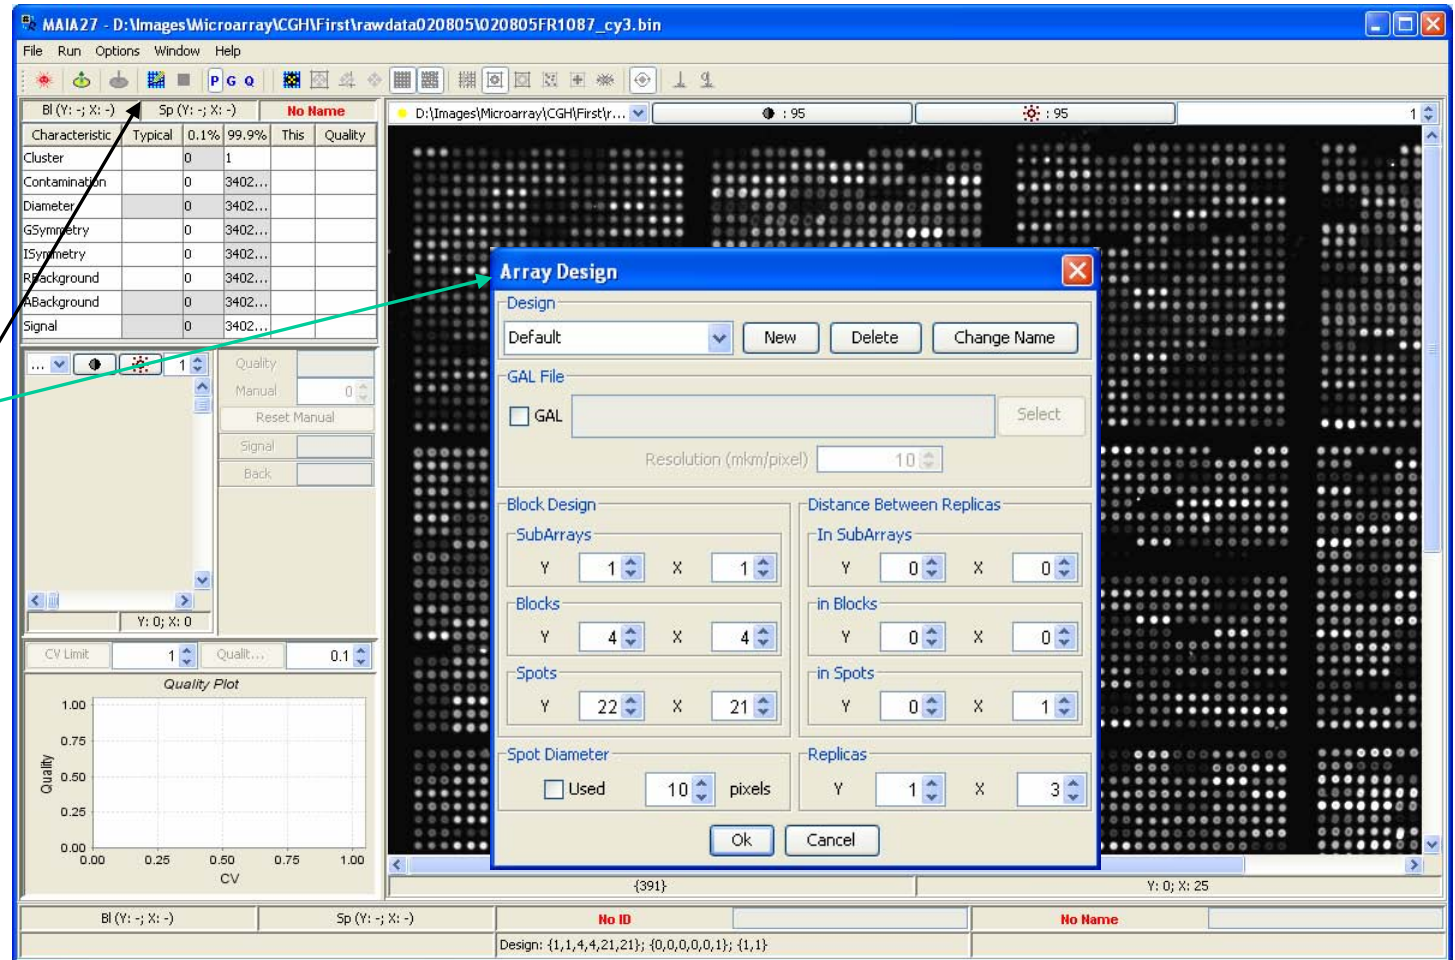 MAIA27 - D:\Images\Microarray\CGH\First\rawdata020805\020805FR1087_cy3.bin
File Run Options Window Help
P G Q
Bl (Y: -; X: -) Sp (Y: -; X: -) No Name
D:\Images\Microarray\CGH\First\r... : 95 : 95 1
Characteristic Typical 0.1% 99.9% This Quality
Cluster 0 1
Contamination 0 3402...
Diameter 0 3402...
GSymmetry 0 3402...
ISymmetry 0 3402...
RBackground 0 3402...
ABackground 0 3402...
Signal 0 3402...
... 1 Quality
Manual 0
Reset Manual
Signal
Back
Y: 0; X: 0
CV Limit 1 Qualit... 0.1
Quality Plot
1.00
0.75
0.50
0.25
0.00
Quality
0.00 0.25 0.50 0.75 1.00
CV
Array Design
Design
Default New Delete Change Name
GAL File
GAL Select
Resolution (mkm/pixel) 10
Block Design Distance Between Replicas
SubArrays In SubArrays
Y 1 X 1 Y 0 X 0
Blocks in Blocks
Y 4 X 4 Y 0 X 0
Spots in Spots
Y 22 X 21 Y 0 X 1
Spot Diameter Replicas
Used 10 pixels Y 1 X 3
Ok Cancel
{391} Y: 0; X: 25
Bl (Y: -; X: -) Sp (Y: -; X: -) No ID No Name
Design: {1,1,4,4,21,21}; {0,0,0,0,0,1}; {1,1}